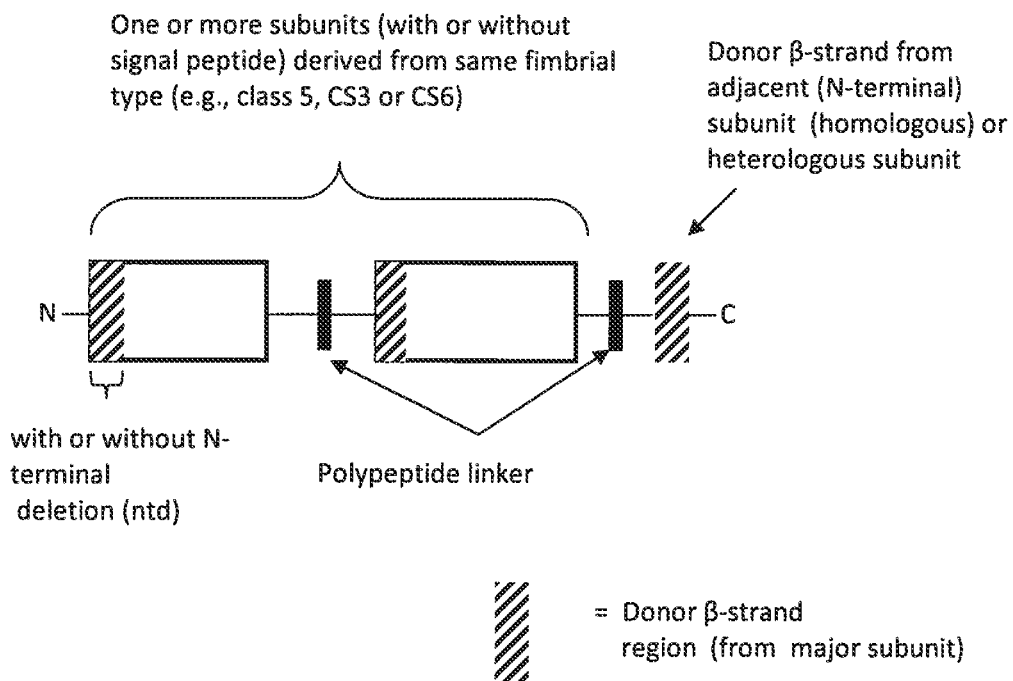 One or more subunits (with or without
signal peptide) derived from same fimbrial
type (e.g., class 5, CS3 or CS6)
Donor β-strand from
adjacent (N-terminal)
subunit (homologous) or
heterologous subunit
N
C
with or without N-
terminal
deletion (ntd)
Polypeptide linker
= Donor β-strand
region (from major subunit)